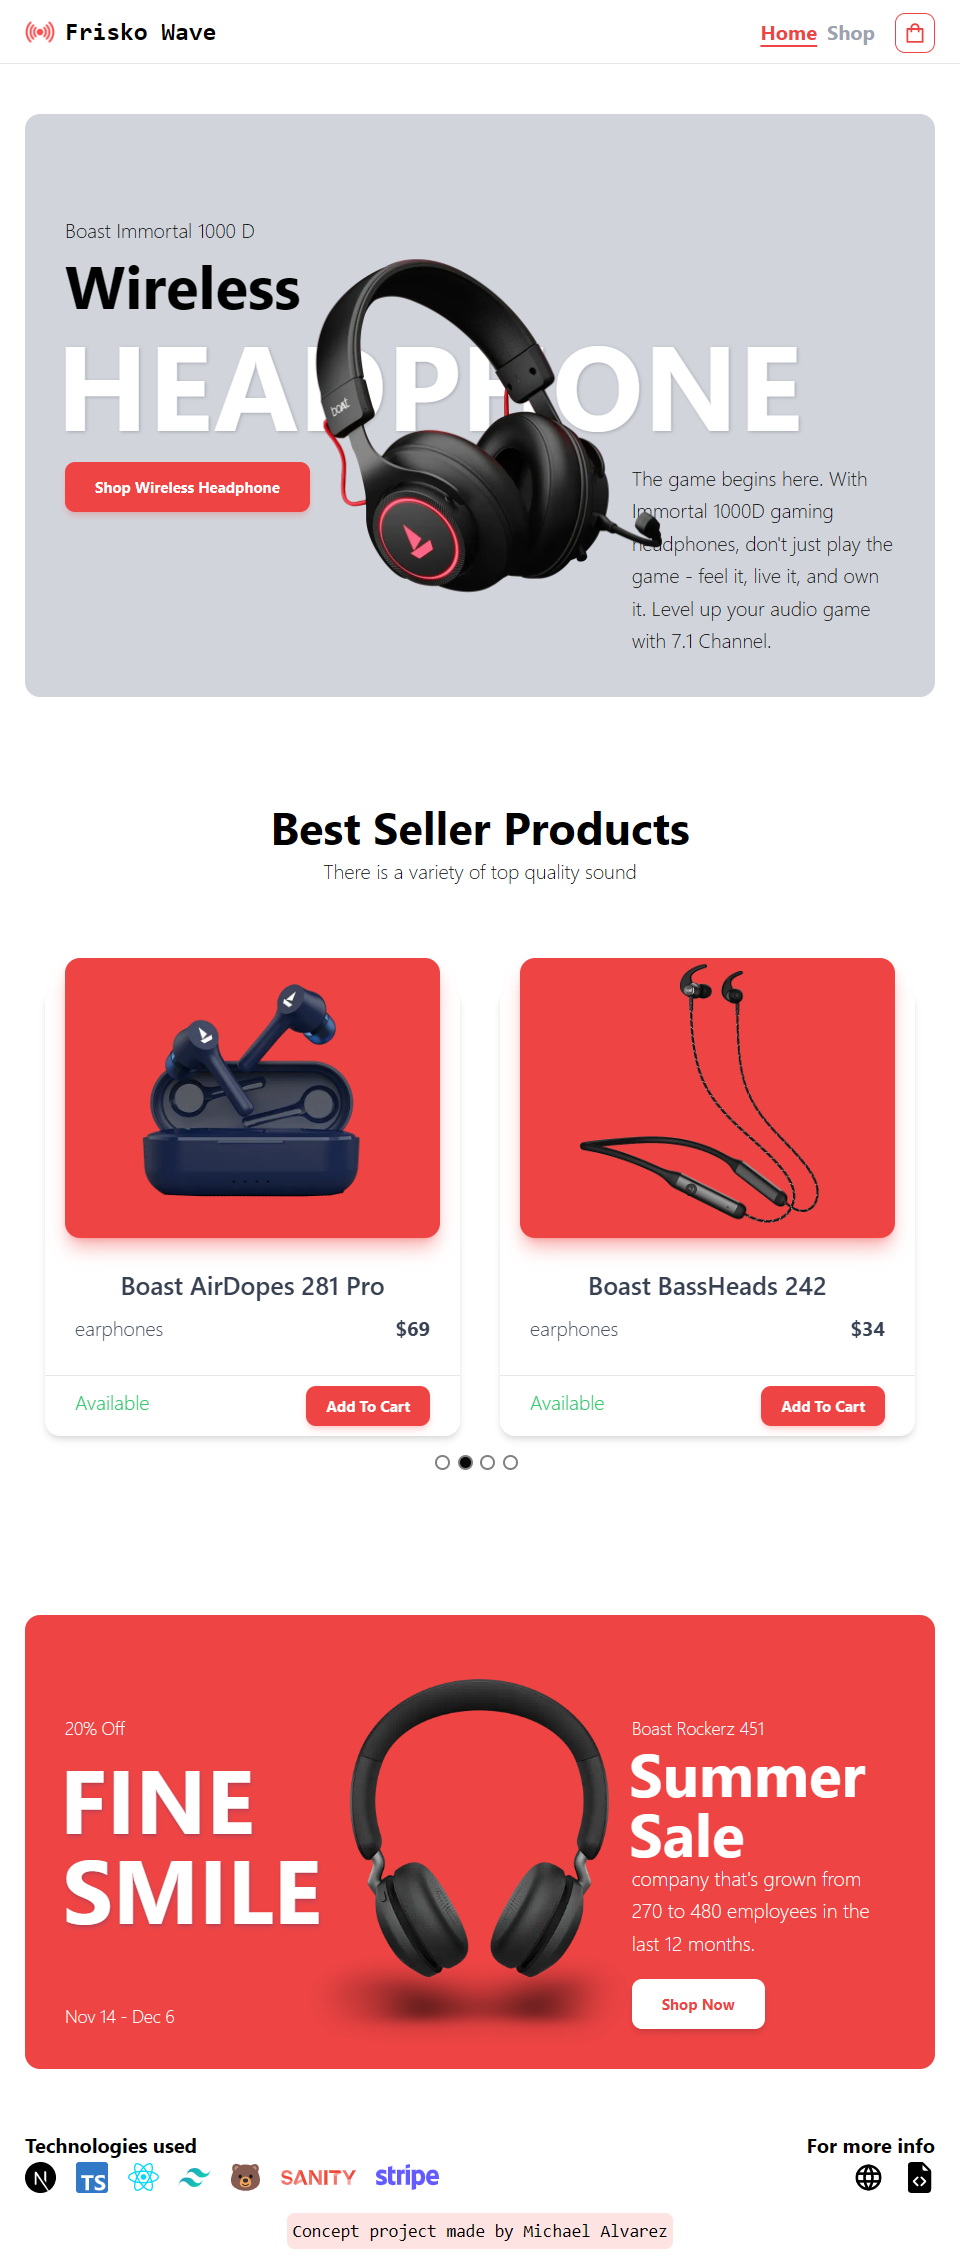 Frisko Wave
Home Shop
Boast Immortal 1000 D
Wireless
HEADPHONE
boAt
Shop Wireless Headphone
The game begins here. With
Immortal 1000D gaming
headphones, don't just play the
game - feel it, live it, and own
it. Level up your audio game
with 7.1 Channel.
Best Seller Products
There is a variety of top quality sound
Boast AirDopes 281 Pro
earphones $69
Available Add To Cart
Boast BassHeads 242
earphones $34
Available Add To Cart
20% Off
FINE
SMILE
Nov 14 - Dec 6
Boast Rockerz 451
Summer
Sale
company that's grown from
270 to 480 employees in the
last 12 months.
Shop Now
Technologies used
N TS SANITY stripe
For more info
Concept project made by Michael Alvarez